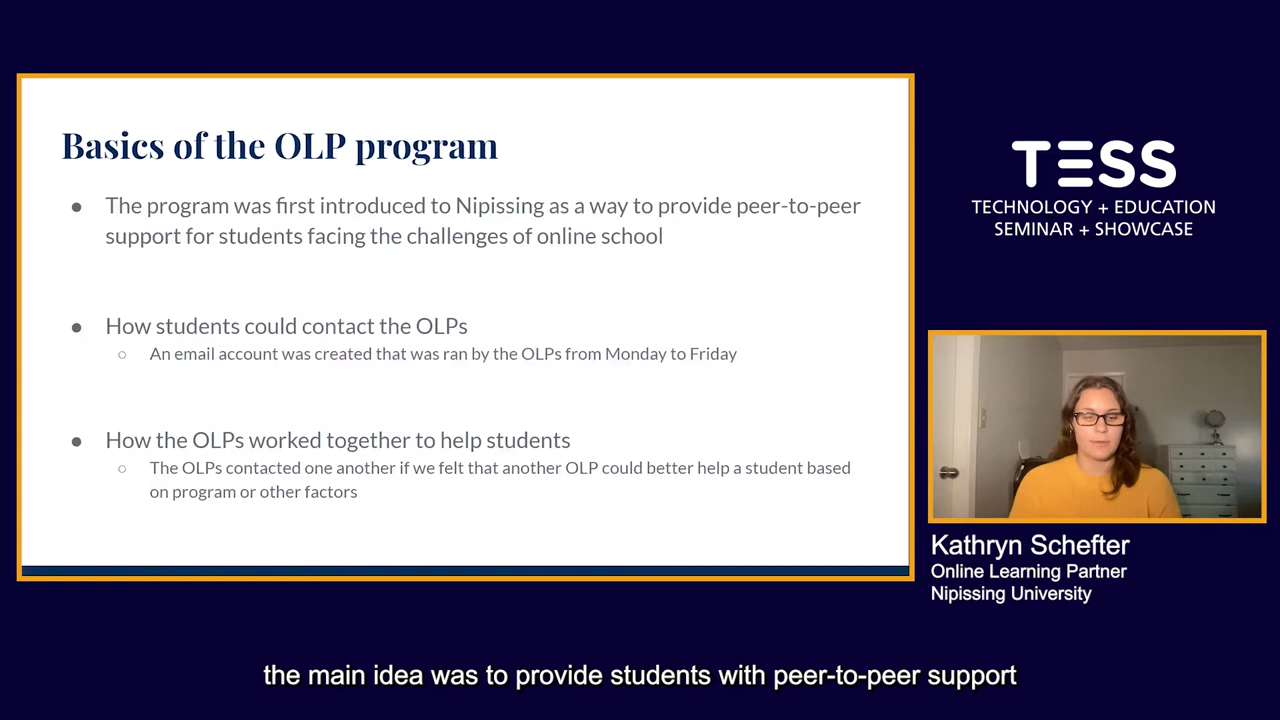 Basics of the OLP program
● The program was first introduced to Nipissing as a way to provide peer-to-peer
support for students facing the challenges of online school
● How students could contact the OLPs
○ An email account was created that was ran by the OLPs from Monday to Friday
● How the OLPs worked together to help students
○ The OLPs contacted one another if we felt that another OLP could better help a student based
on program or other factors
TESS
TECHNOLOGY + EDUCATION
SEMINAR + SHOWCASE
Kathryn Schefter
Online Learning Partner
Nipissing University
the main idea was to provide students with peer-to-peer support